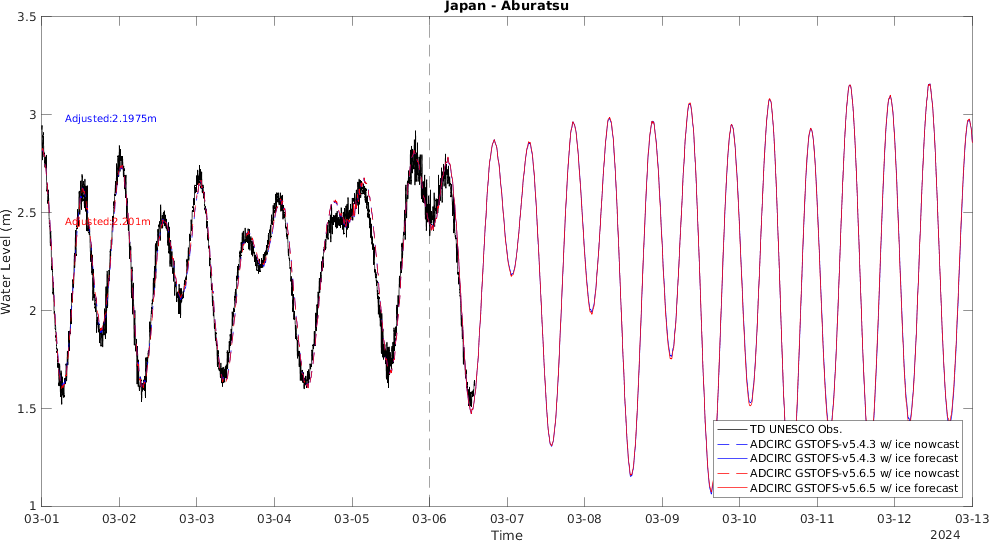 Japan - Aburatsu
3.5
3
2.5
2
1.5
1
Water Level (m)
Adjusted:2.1975m
Adjusted:2.201m
TD UNESCO Obs.
ADCIRC GSTOFS-v5.4.3 w/ ice nowcast
ADCIRC GSTOFS-v5.4.3 w/ ice forecast
ADCIRC GSTOFS-v5.6.5 w/ ice nowcast
ADCIRC GSTOFS-v5.6.5 w/ ice forecast
03-01 03-02 03-03 03-04 03-05 03-06 03-07 03-08 03-09 03-10 03-11 03-12 03-13
Time
2024